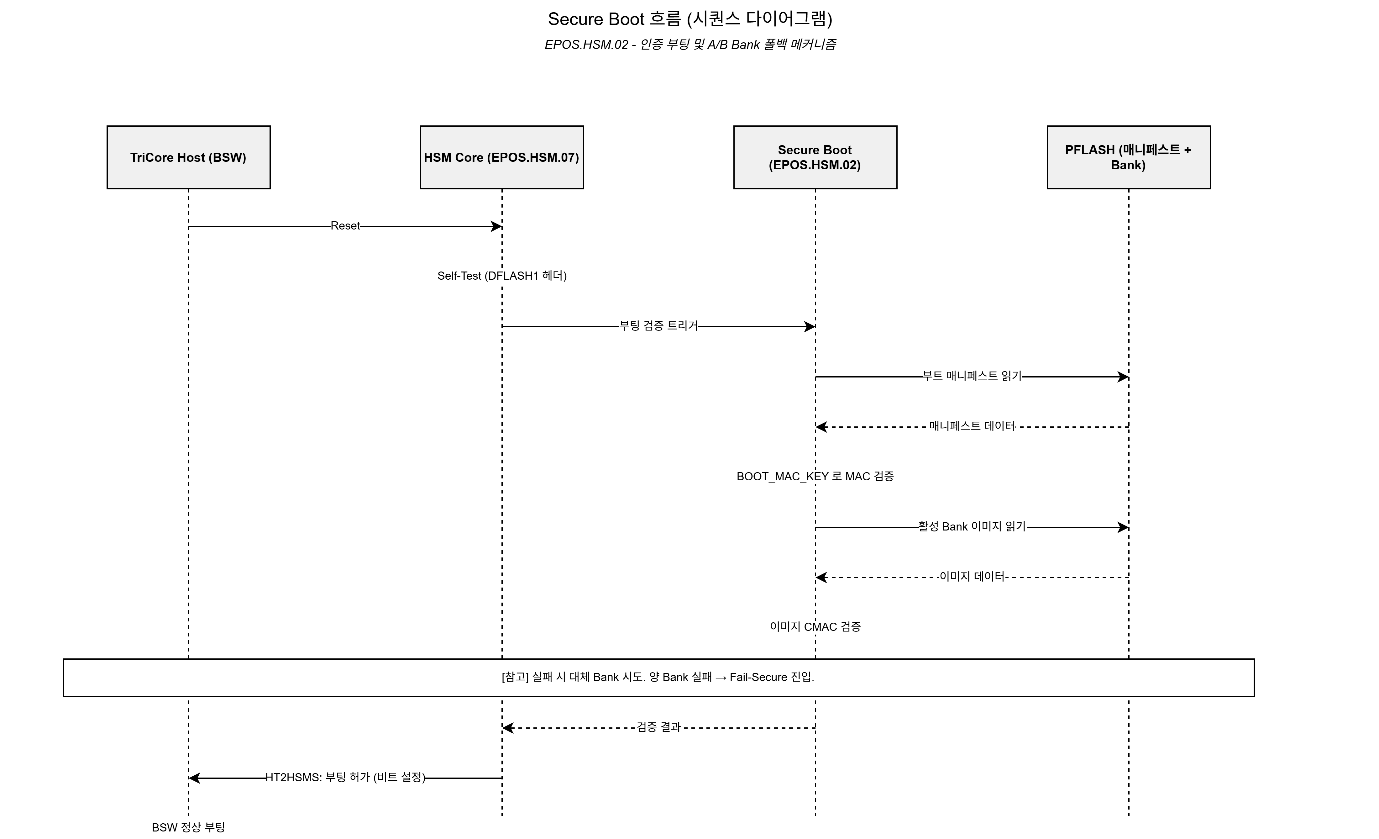 Secure Boot 흐름 (시퀀스 다이어그램)
EPOS.HSM.02 - 인증 부팅 및 A/B Bank 폴백 메커니즘
TriCore Host (BSW)
HSM Core (EPOS.HSM.07)
Secure Boot
(EPOS.HSM.02)
PFLASH (매니페스트 +
Bank)
Reset
Self-Test (DFLASH1 헤더)
부팅 검증 트리거
부트 매니페스트 읽기
매니페스트 데이터
BOOT_MAC_KEY 로 MAC 검증
활성 Bank 이미지 읽기
이미지 데이터
이미지 CMAC 검증
[참고] 실패 시 대체 Bank 시도. 양 Bank 실패 → Fail-Secure 진입.
검증 결과
HT2HSMS: 부팅 허가 (비트 설정)
BSW 정상 부팅